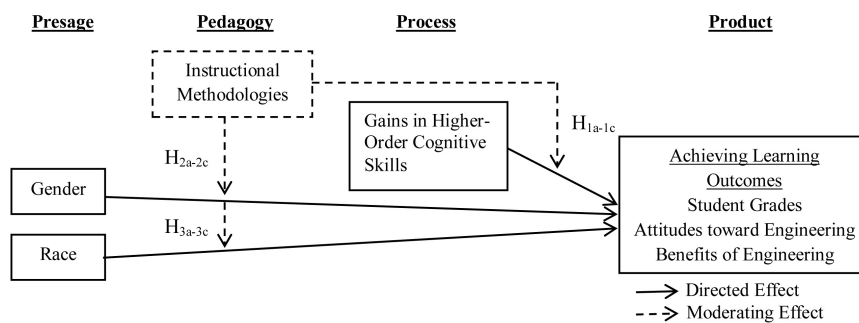 Presage Pedagogy Process Product
Instructional
Methodologies
Gains in Higher-
Order Cognitive
Skills
H1a-1c
H2a-2c
Gender
H3a-3c
Race
Achieving Learning
Outcomes
Student Grades
Attitudes toward Engineering
Benefits of Engineering
Directed Effect
Moderating Effect